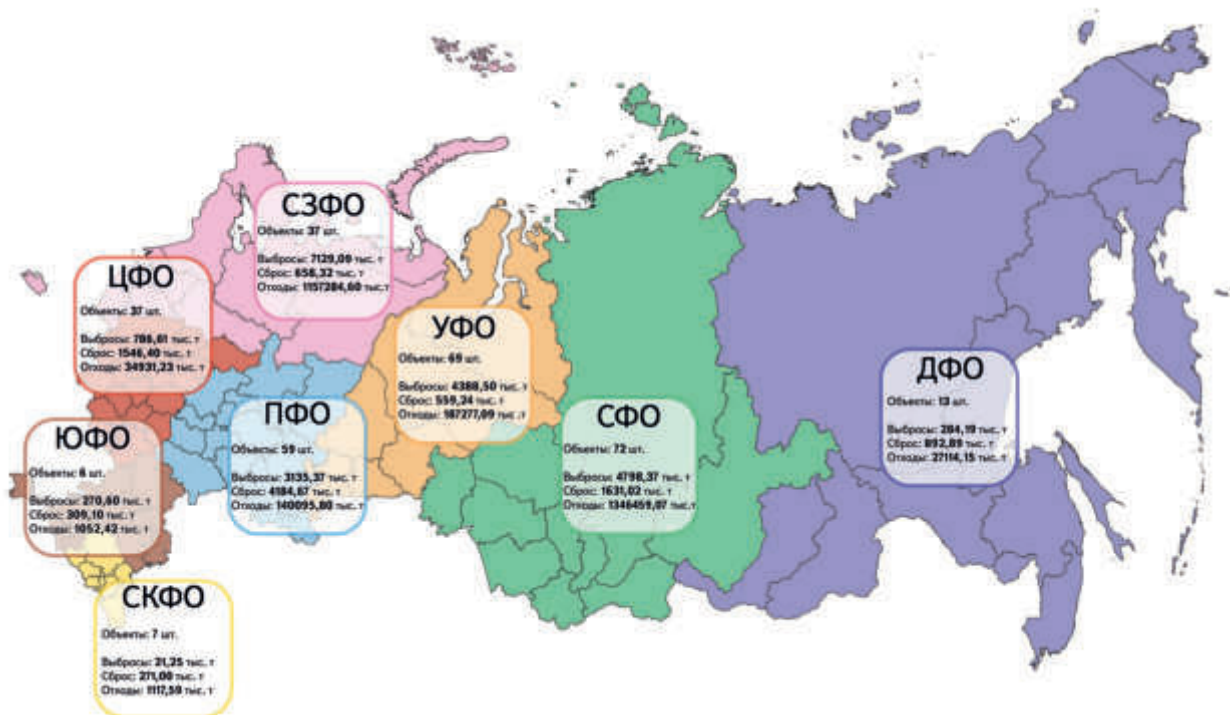 СЗФО
Объекты: 37 шт.
Выбросы: 7129,09 тыс. т
Сброс: 658,32 тыс. т
Отходы: 1157284,60 тыс.т
ЦФО
Объекты: 37 шт.
Выбросы: 786,61 тыс. т
Сброс: 1546,40 тыс. т
Отходы: 34931,23 тыс. т
УФО
Объекты: 69 шт.
Выбросы: 4388,50 тыс. т
Сброс: 559,24 тыс. т
Отходы: 187277,09 тыс. т
ДФО
Объекты: 13 шт.
Выбросы: 284,19 тыс. т
Сброс: 892,89 тыс. т
Отходы: 27114,15 тыс. т
ПФО
Объекты: 59 шт.
Выбросы: 3135,37 тыс. т
Сброс: 4184,67 тыс. т
Отходы: 140095,80 тыс. т
СФО
Объекты: 72 шт.
Выбросы: 4798,37 тыс. т
Сброс: 1631,02 тыс. т
Отходы: 1346459,07 тыс. т
ЮФО
Объекты: 6 шт.
Выбросы: 270,60 тыс. т
Сброс: 309,10 тыс. т
Отходы: 1052,42 тыс. т
СКФО
Объекты: 7 шт.
Выбросы: 21,25 тыс. т
Сброс: 271,00 тыс. т
Отходы: 1117,59 тыс. т